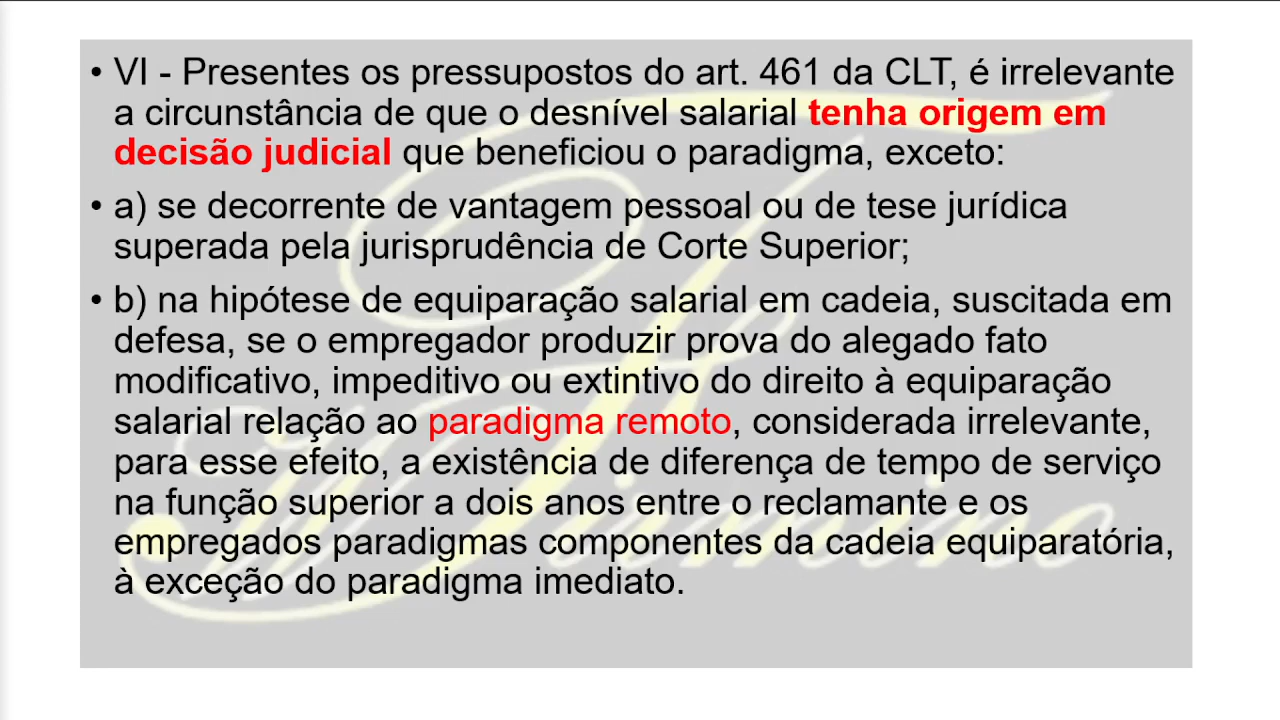 • VI - Presentes os pressupostos do art. 461 da CLT, é irrelevante
a circunstância de que o desnível salarial tenha origem em
decisão judicial que beneficiou o paradigma, exceto:
• a) se decorrente de vantagem pessoal ou de tese jurídica
superada pela jurisprudência de Corte Superior;
• b) na hipótese de equiparação salarial em cadeia, suscitada em
defesa, se o empregador produzir prova do alegado fato
modificativo, impeditivo ou extintivo do direito à equiparação
salarial relação ao paradigma remoto, considerada irrelevante,
para esse efeito, a existência de diferença de tempo de serviço
na função superior a dois anos entre o reclamante e os
empregados paradigmas componentes da cadeia equiparatória,
à exceção do paradigma imediato.